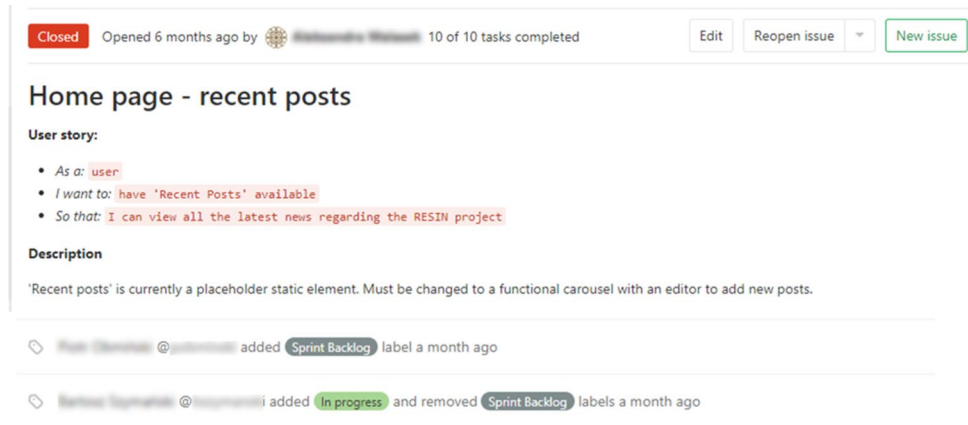 Closed Opened 6 months ago by 10 of 10 tasks completed Edit Reopen issue New issue
Home page - recent posts
User story:
• As a: user
• I want to: have 'Recent Posts' available
• So that: I can view all the latest news regarding the RESIN project
Description
'Recent posts' is currently a placeholder static element. Must be changed to a functional carousel with an editor to add new posts.
@ added Sprint Backlog label a month ago
@ i added In progress and removed Sprint Backlog labels a month ago